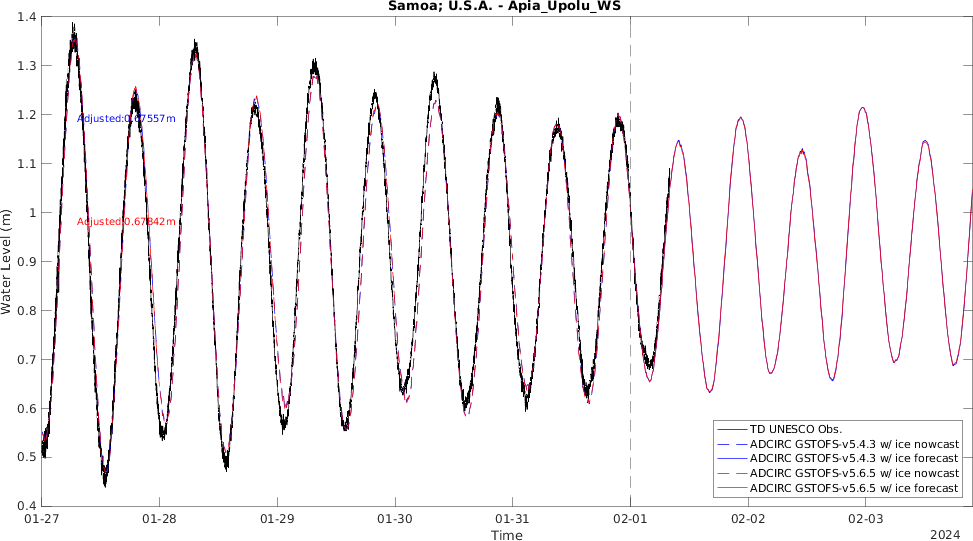 Samoa; U.S.A. - Apia_Upolu_WS
1.4
1.3
1.2
1.1
1
0.9
0.8
0.7
0.6
0.5
0.4
Water Level (m)
Adjusted:0.67557m
Adjusted:0.67842m
TD UNESCO Obs.
ADCIRC GSTOFS-v5.4.3 w/ ice nowcast
ADCIRC GSTOFS-v5.4.3 w/ ice forecast
ADCIRC GSTOFS-v5.6.5 w/ ice nowcast
ADCIRC GSTOFS-v5.6.5 w/ ice forecast
01-27 01-28 01-29 01-30 01-31 02-01 02-02 02-03
Time
2024